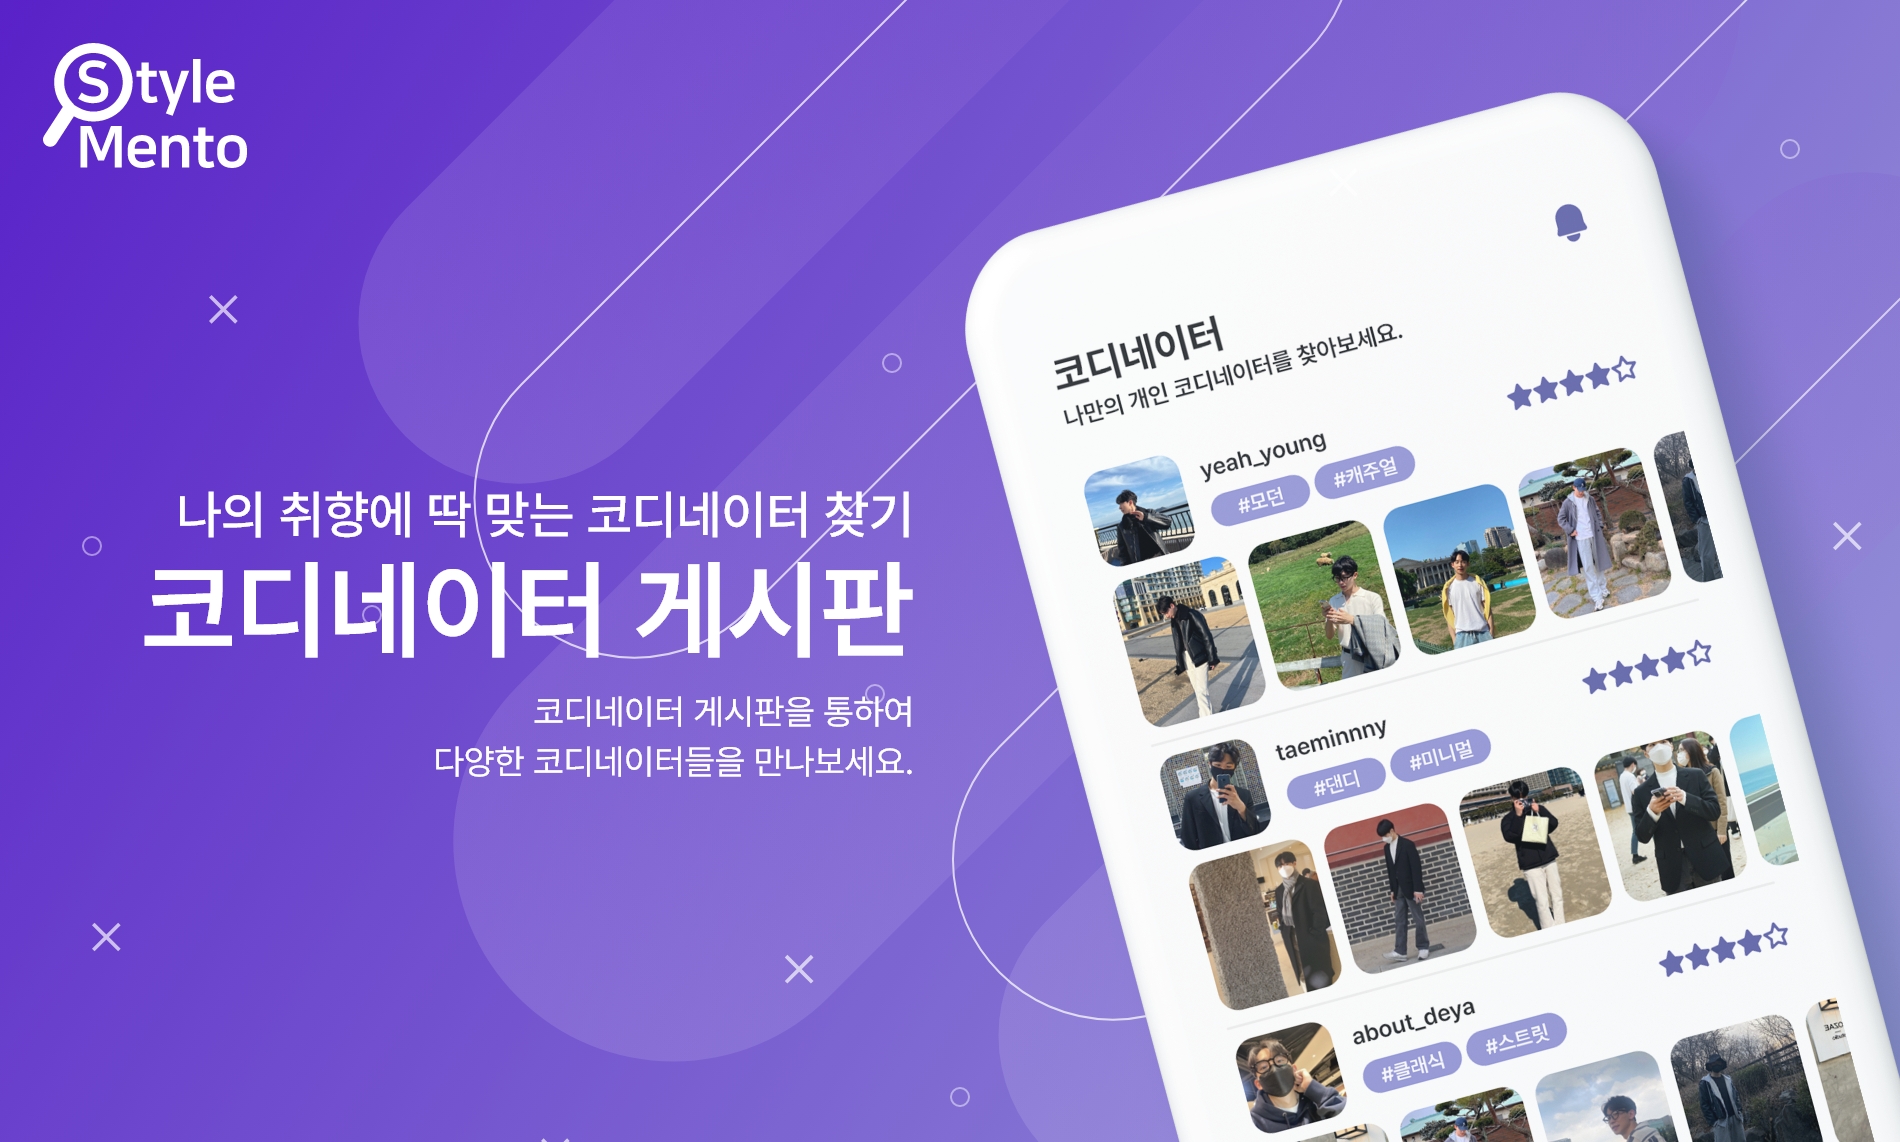 Style
Mento
나의 취향에 딱 맞는 코디네이터 찾기
코디네이터 게시판
코디네이터 게시판을 통하여
다양한 코디네이터들을 만나보세요.
코디네이터
나만의 개인 코디네이터를 찾아보세요.
yeah_young
#모던 #캐주얼
taeminnny
#댄디 #미니멀
about_deya
#클래식 #스트릿